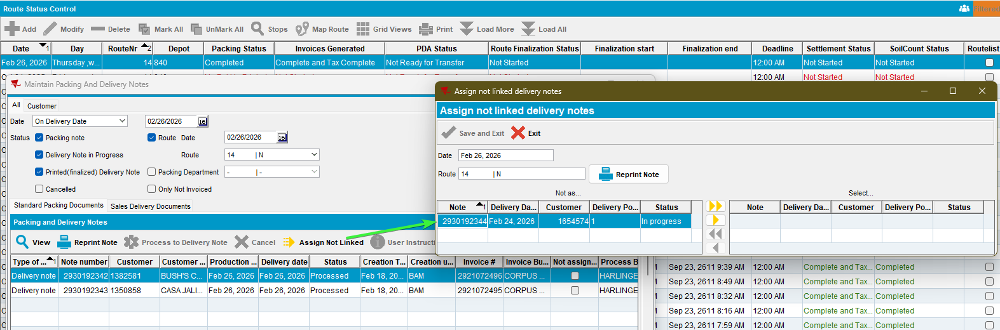 Route Status Control
Filtered
Add Modify Delete Mark All UnMark All Stops Map Route Grid Views Print Load More Load All
Date 1 Day RouteNr 2 Depot Packing Status Invoices Generated PDA Status Route Finalization Status Finalization start Finalization end Deadline Settlement Status SoilCount Status Routelist
Feb 26, 2026 Thursday ,w... 14 840 Completed Complete and Tax Complete Not Ready for Transfer Not Started 12:00 AM Not Started Not Started
12:00 AM Not Started Not Started
Maintain Packing And Delivery Notes
All Customer
Date On Delivery Date 02/26/2026 16
Status Packing note Route Date 02/26/2026 16
Delivery Note in Progress Route 14 | N
Printed(finalized) Delivery Note Packing Department - | -
Cancelled Only Not Invoiced
Standard Packing Documents Sales Delivery Documents
Packing and Delivery Notes
View Reprint Note Process to Delivery Note Cancel Assign Not Linked User Instructi
Type of ... 1 Note number Customer Customer ... Production ... Delivery date Status Creation T... Creation u... Invoice # Invoice Bu... Not assign... Process B
Delivery note 2930192342 1382581 BUSH'S C... Feb 26, 2026 Feb 26, 2026 Processed Feb 18, 20... BAM 2921072496 CORPUS ... HARLINGE
Delivery note 2930192343 1350858 CASA JALI... Feb 26, 2026 Feb 26, 2026 Processed Feb 18, 20... BAM 2921072495 CORPUS ... HARLINGE
Assign not linked delivery notes
Assign not linked delivery notes
Save and Exit Exit
Date Feb 26, 2026
Route 14 | N Reprint Note
Not as... Select...
Note 1 Delivery Da... Customer Delivery Po... Status Note Delivery Da... Customer Delivery Po... Status
2930192344 Feb 24, 2026 1654574 1 In progress
Sep 23, 2611 9:39 AM 12:00 AM Complete and Tax... Completed
Sep 23, 2611 8:49 AM 12:00 AM Complete and Tax... Completed
Sep 23, 2611 8:32 AM 12:00 AM Complete and Tax... Completed
Sep 23, 2611 8:16 AM 12:00 AM Complete and Tax... Completed
Sep 23, 2611 7:59 AM 12:00 AM Complete and Tax... Completed